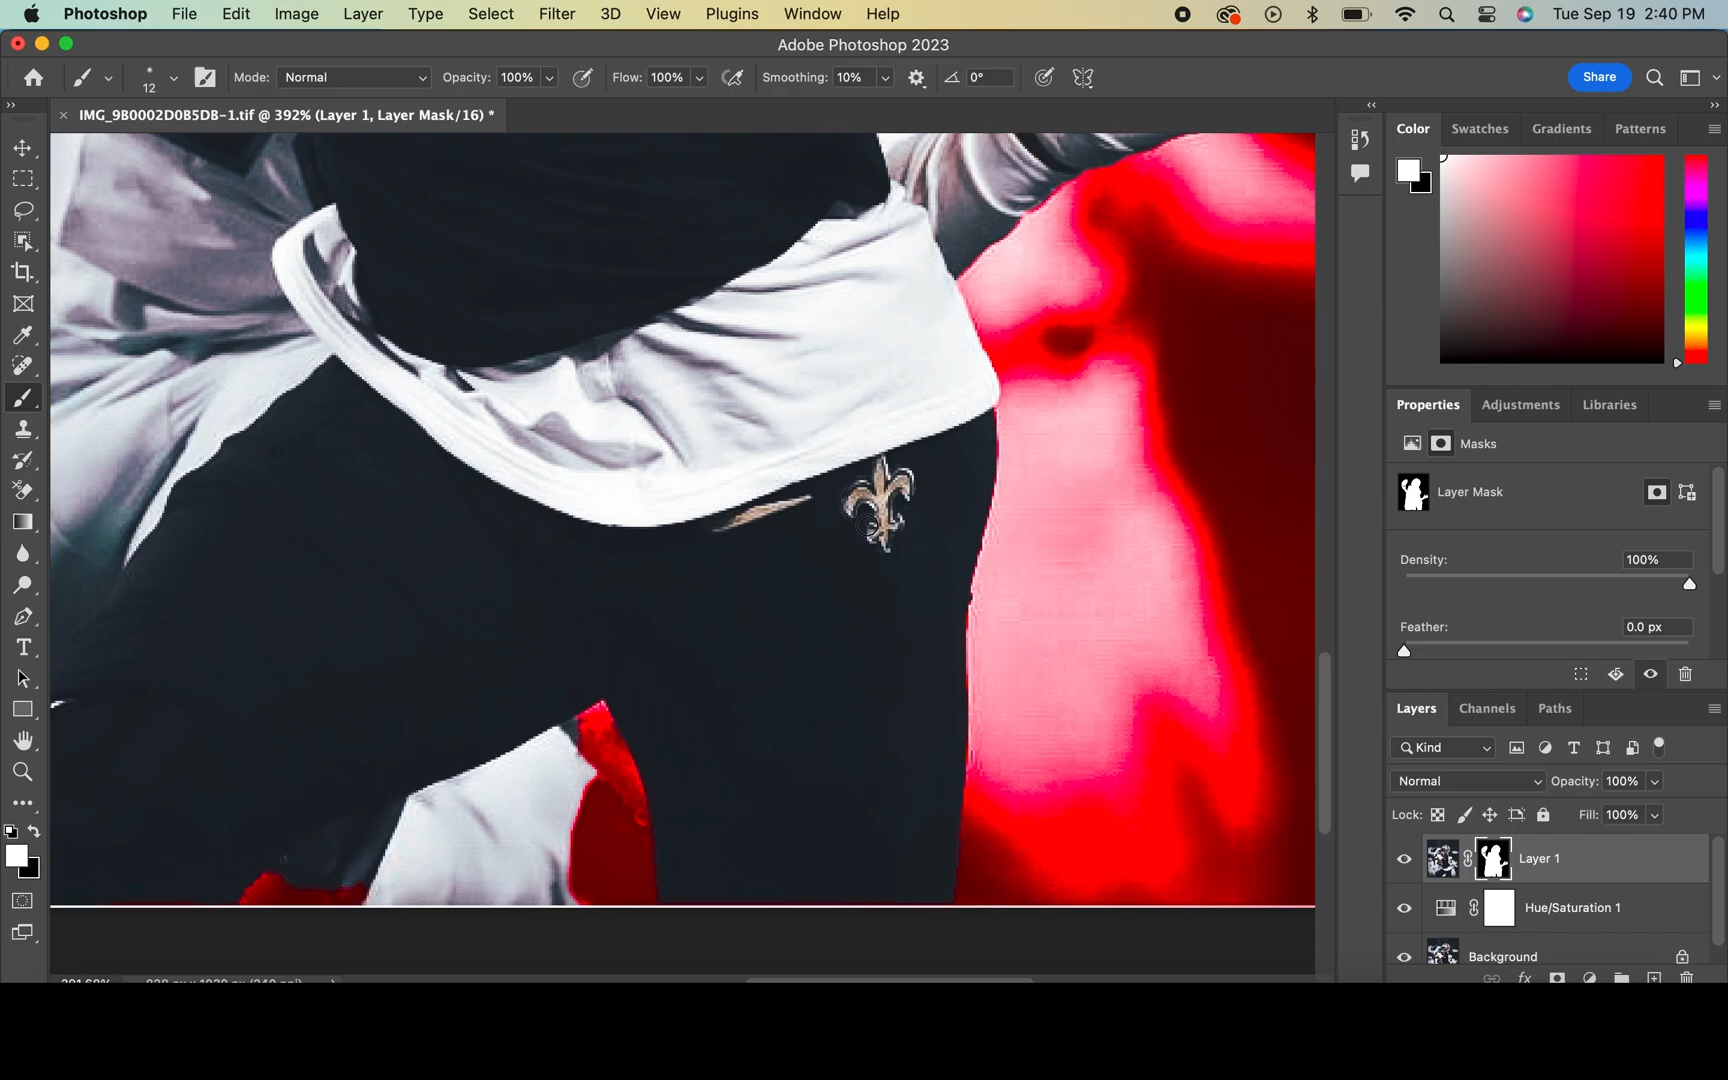 Photoshop File Edit Image Layer Type Select Filter 3D View Plugins Window Help Tue Sep 19 2:40 PM
Adobe Photoshop 2023
12 Mode: Normal Opacity: 100% Flow: 100% Smoothing: 10% 0° Share
× IMG_9B0002D0B5DB-1.tif @ 392% (Layer 1, Layer Mask/16) *
Color Swatches Gradients Patterns
Properties Adjustments Libraries
Masks
Layer Mask
Density: 100%
Feather: 0.0 px
Layers Channels Paths
Kind
Normal Opacity: 100%
Lock: Fill: 100%
Layer 1
Hue/Saturation 1
Background
fx